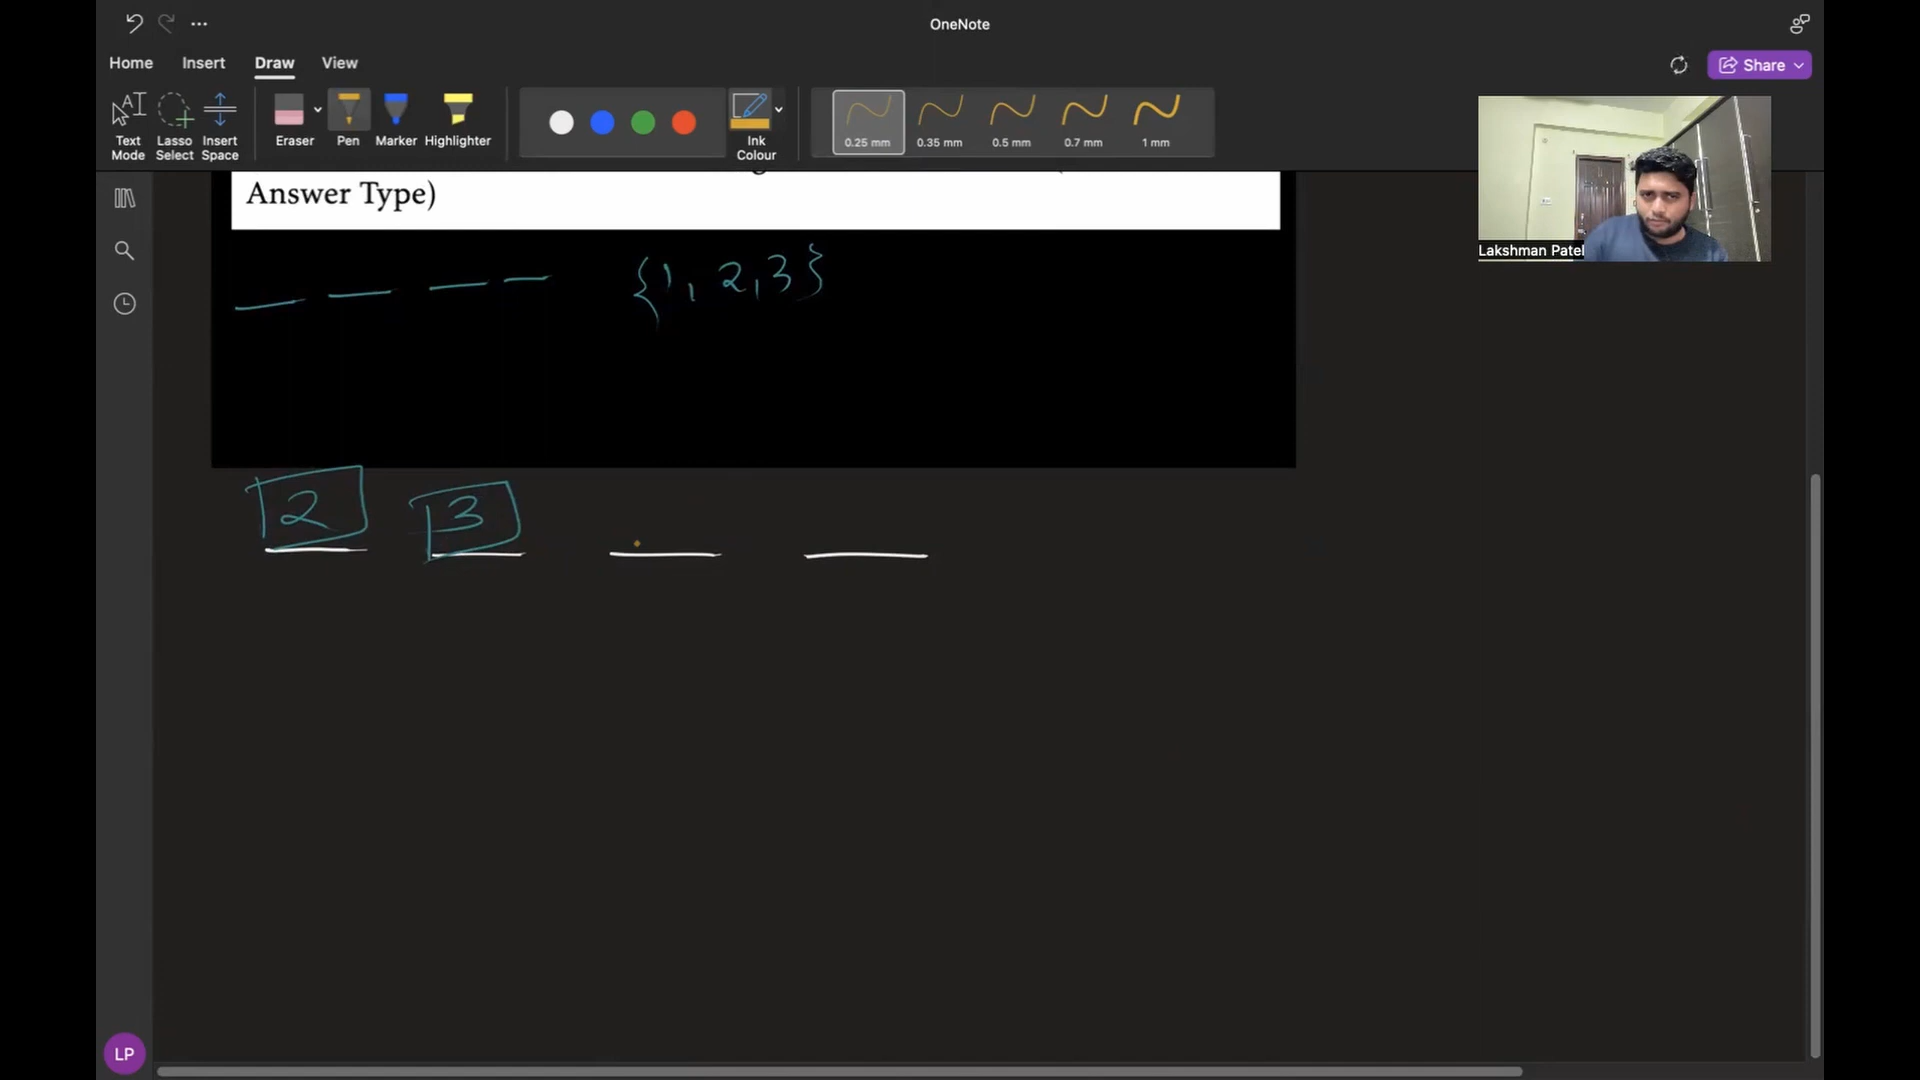 OneNote
Home Insert Draw View
Share
Text Mode
Lasso Select
Insert Space
Eraser
Pen
Marker
Highlighter
Ink Colour
0.25 mm 0.35 mm 0.5 mm 0.7 mm 1 mm
Lakshman Patel
Answer Type)
{1, 2,3}
2 3
LP